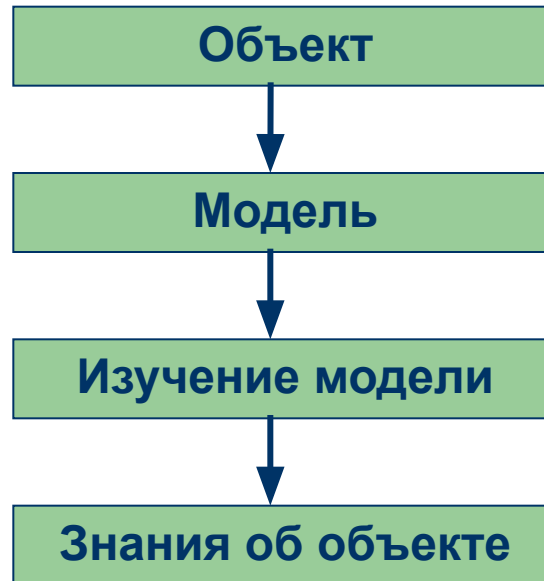 Объект
Модель
Изучение модели
Знания об объекте